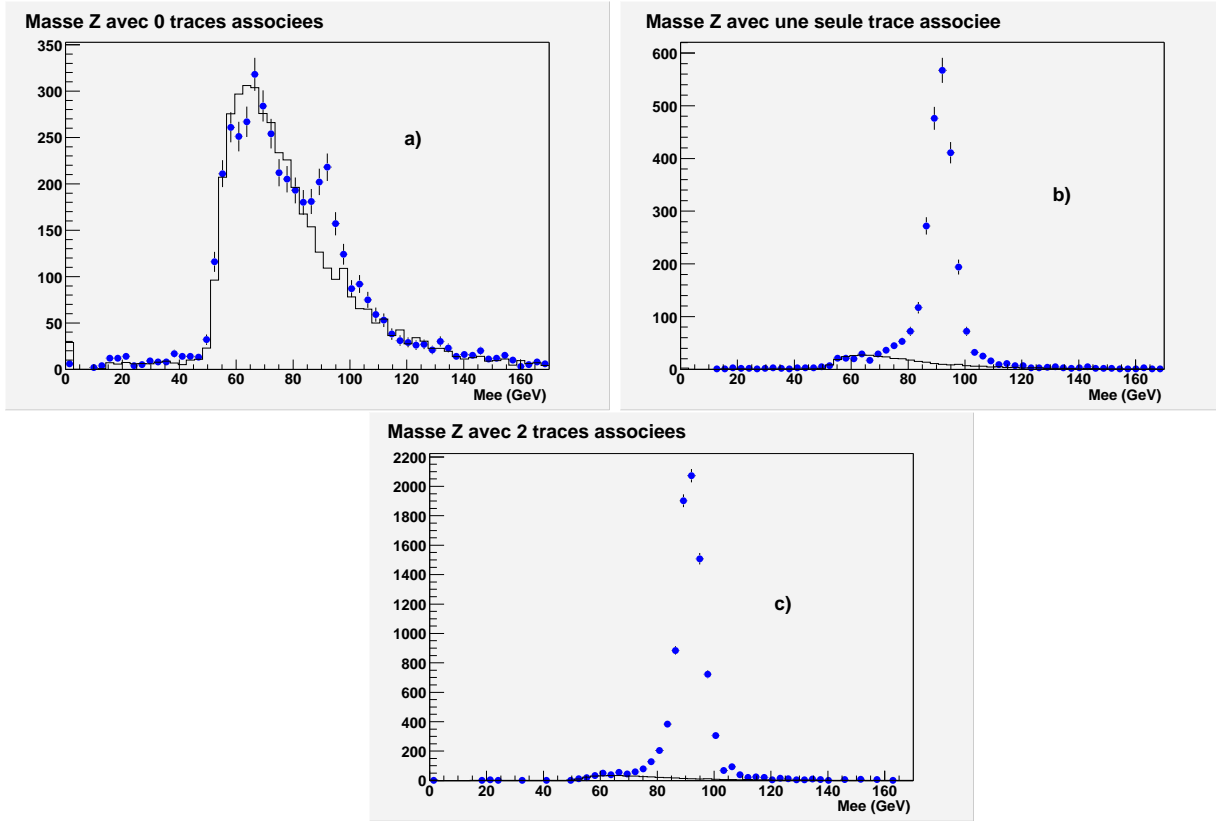 Masse Z avec 0 traces associees
350
300
250
200
150
100
50
0
a)
0 20 40 60 80 100 120 140 160
Mee (GeV)
Masse Z avec une seule trace associee
600
500
400
300
200
100
0
b)
0 20 40 60 80 100 120 140 160
Mee (GeV)
Masse Z avec 2 traces associees
2200
2000
1800
1600
1400
1200
1000
800
600
400
200
0
c)
0 20 40 60 80 100 120 140 160
Mee (GeV)